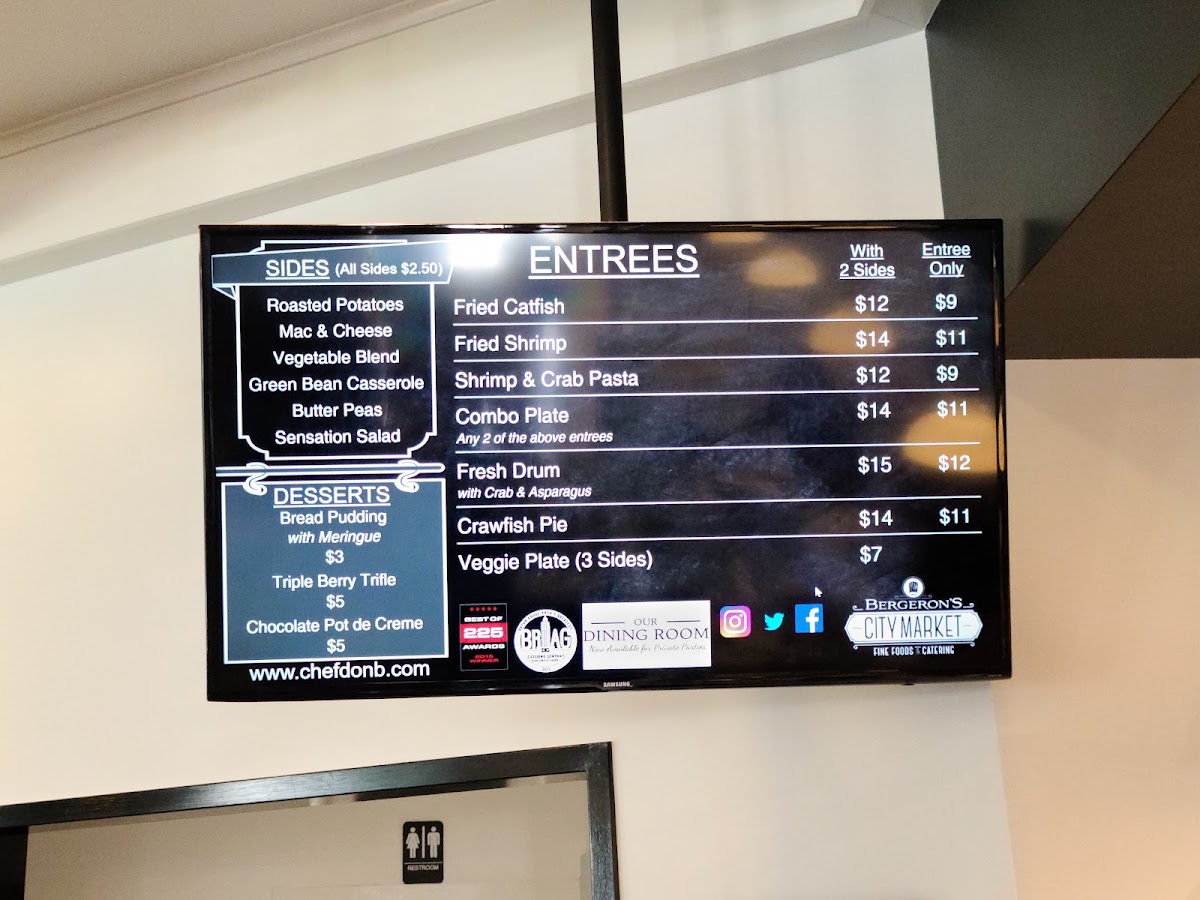 SIDES (All Sides $2.50)
Roasted Potatoes
Mac & Cheese
Vegetable Blend
Green Bean Casserole
Butter Peas
Sensation Salad
DESSERTS
Bread Pudding
with Meringue
$3
Triple Berry Trifle
$5
Chocolate Pot de Creme
$5
www.chefdonb.com
ENTREES With 2 Sides Entree Only
Fried Catfish $12 $9
Fried Shrimp $14 $11
Shrimp & Crab Pasta $12 $9
Combo Plate $14 $11
Any 2 of the above entrees
Fresh Drum $15 $12
with Crab & Asparagus
Crawfish Pie $14 $11
Veggie Plate (3 Sides) $7
BEST OF
225
AWARDS
2015
WINNER
BRAG
OUR
DINING ROOM
Now Available for Private Parties
BERGERON'S
CITY MARKET
FINE FOODS & CATERING
SAMSUNG
RESTROOM